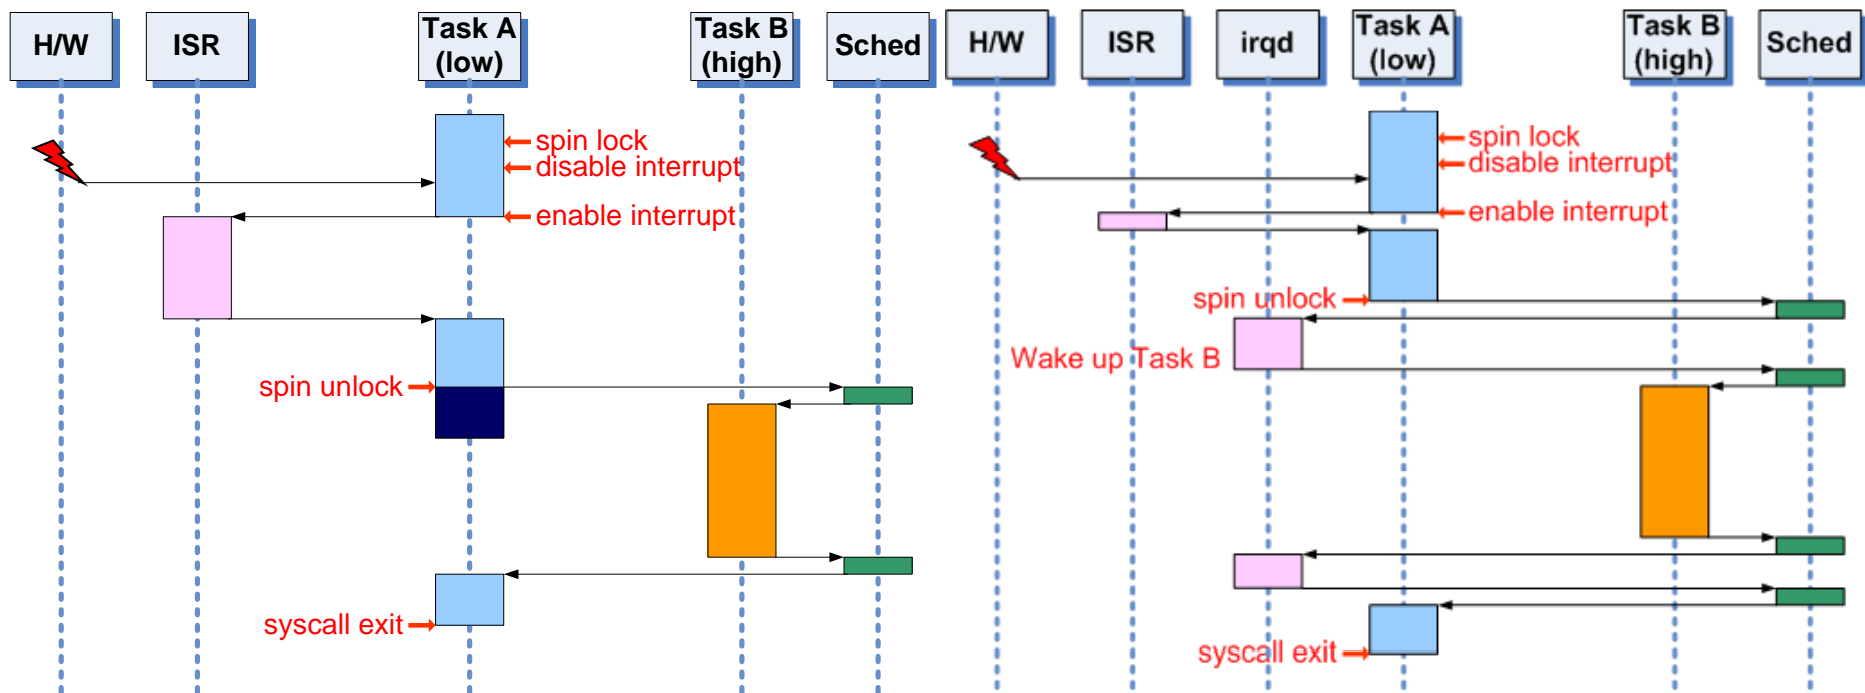 H/W
ISR
Task A
(low)
Task B
(high)
Sched
spin lock
disable interrupt
enable interrupt
spin unlock
syscall exit
H/W
ISR
irqd
Task A
(low)
Task B
(high)
Sched
spin lock
disable interrupt
enable interrupt
spin unlock
Wake up Task B
syscall exit